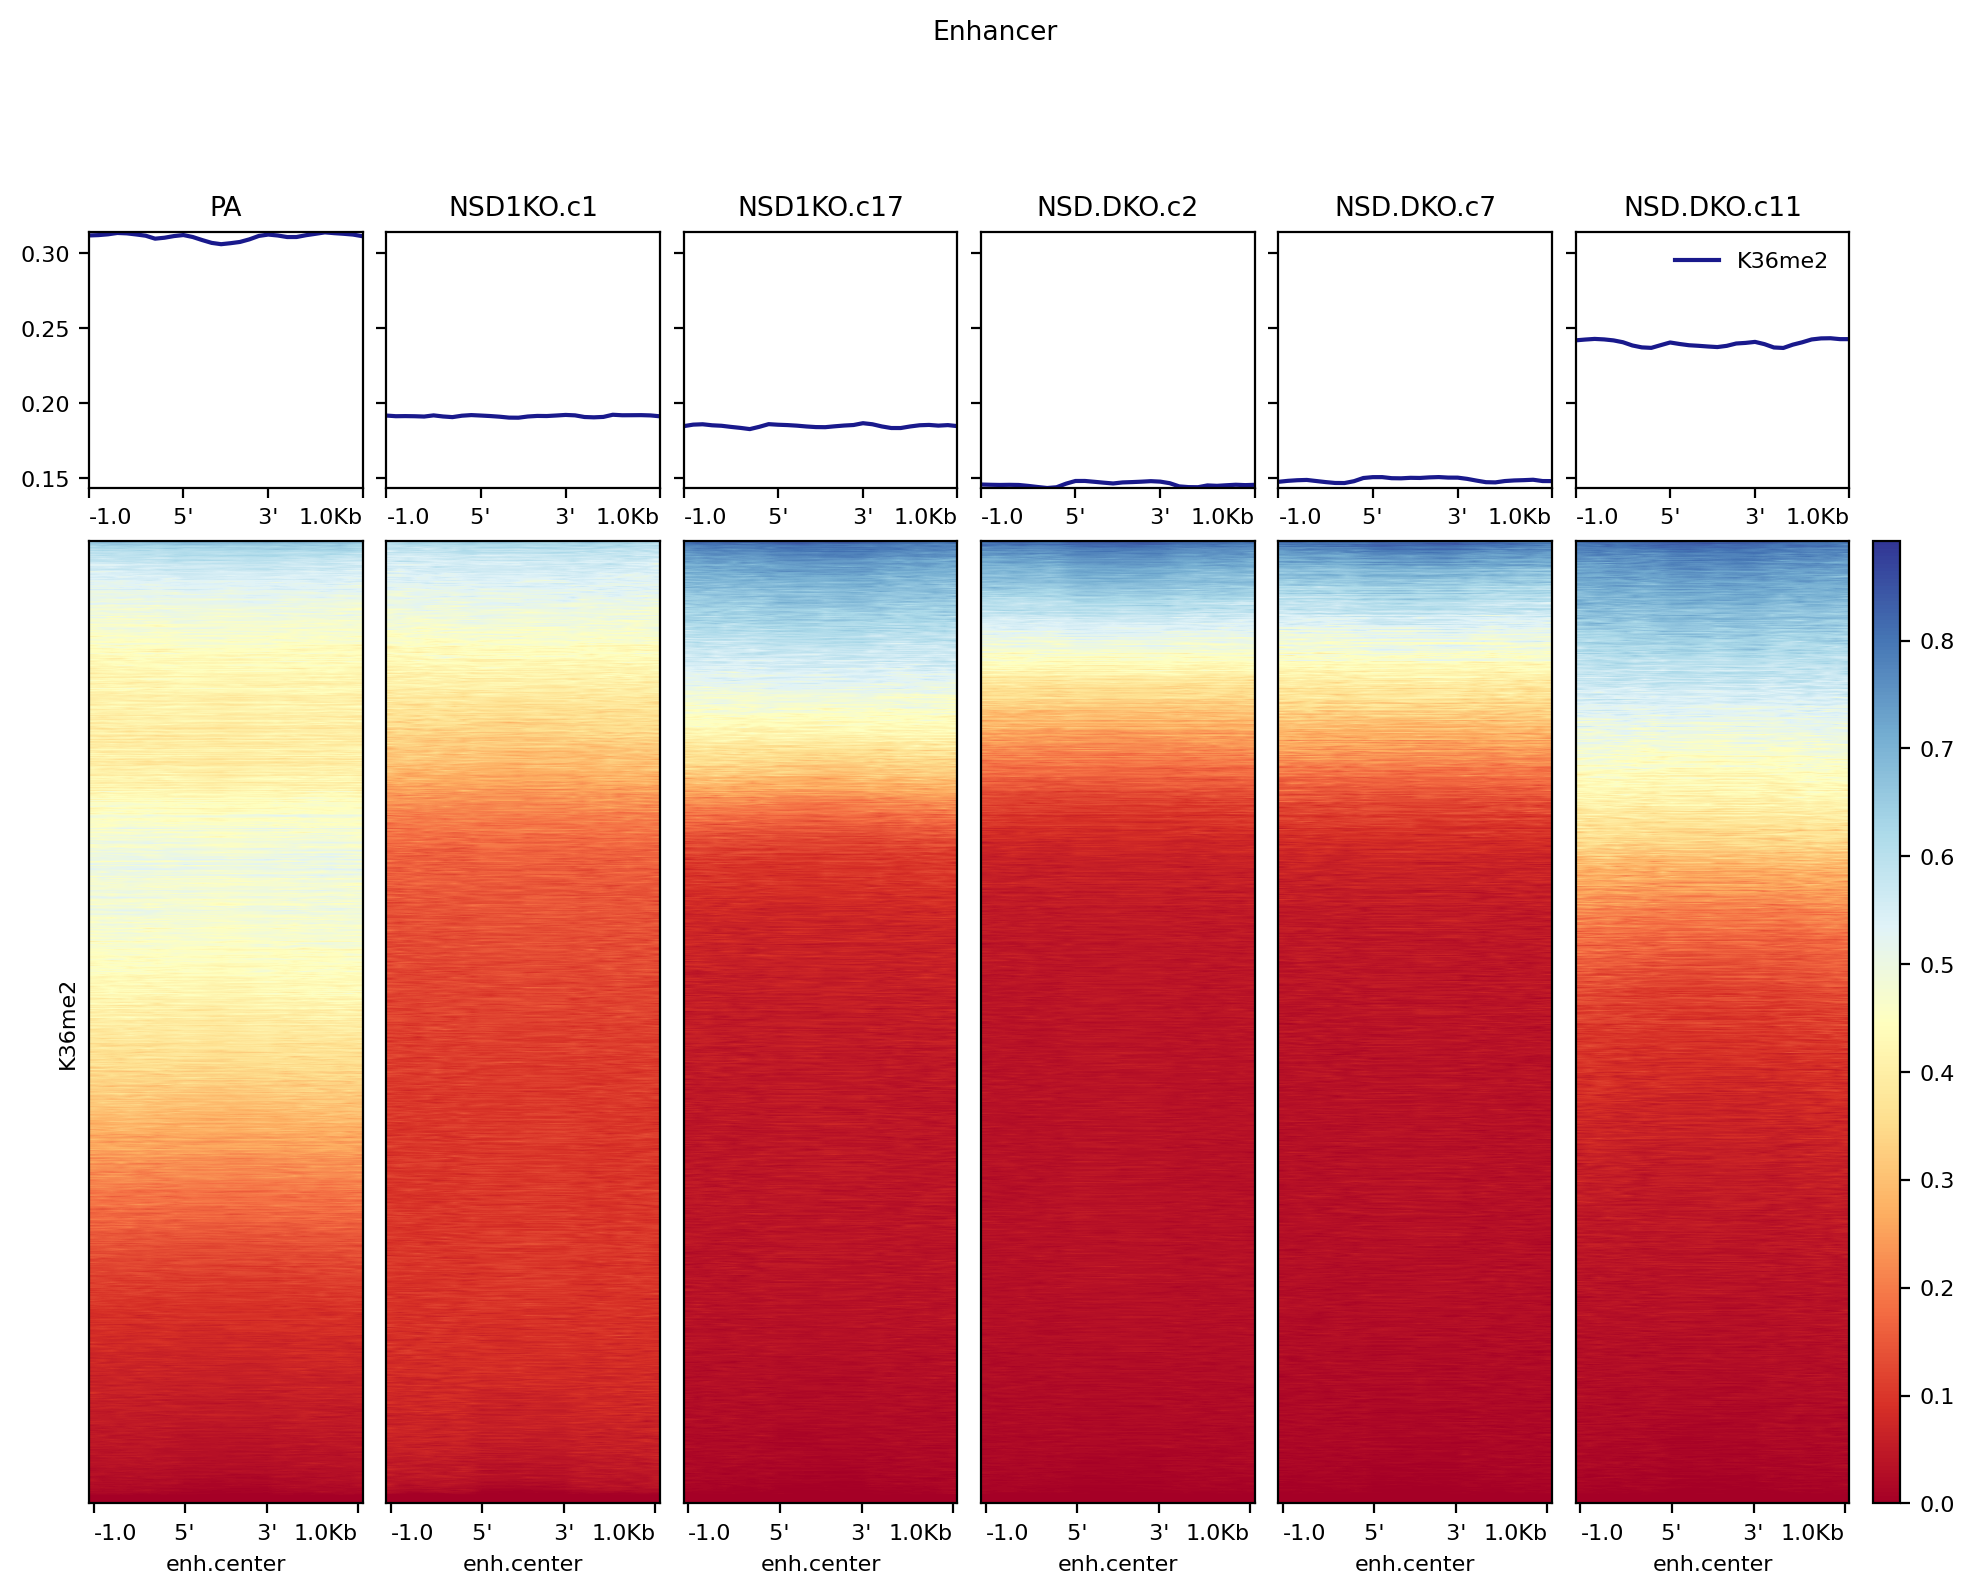 Enhancer
PA NSD1KO.c1 NSD1KO.c17 NSD.DKO.c2 NSD.DKO.c7 NSD.DKO.c11
0.30
K36me2
0.25
0.20
0.15
-1.0 5' 3' 1.0Kb -1.0 5' 3' 1.0Kb -1.0 5' 3' 1.0Kb -1.0 5' 3' 1.0Kb -1.0 5' 3' 1.0Kb -1.0 5' 3' 1.0Kb
K36me2
0.8
0.7
0.6
0.5
0.4
0.3
0.2
0.1
0.0
-1.0 5' 3' 1.0Kb -1.0 5' 3' 1.0Kb -1.0 5' 3' 1.0Kb -1.0 5' 3' 1.0Kb -1.0 5' 3' 1.0Kb -1.0 5' 3' 1.0Kb
enh.center enh.center enh.center enh.center enh.center enh.center